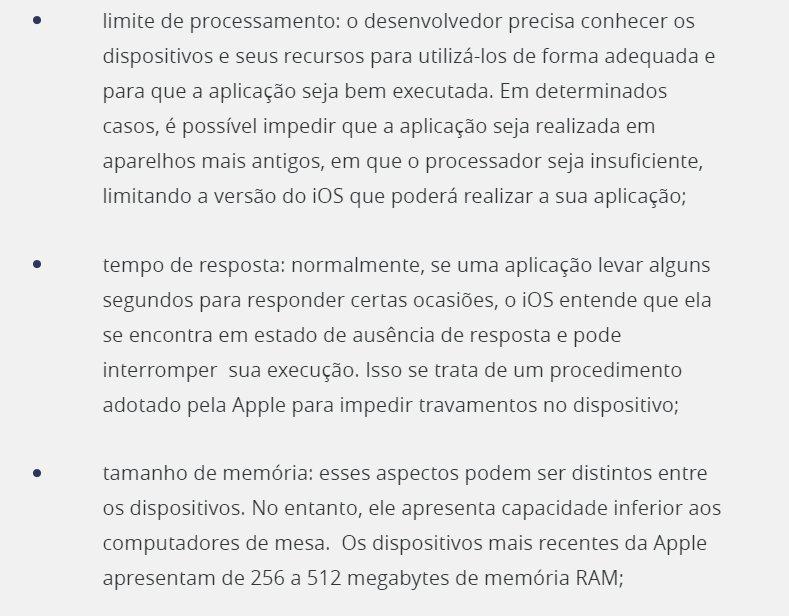 • limite de processamento: o desenvolvedor precisa conhecer os
dispositivos e seus recursos para utilizá-los de forma adequada e
para que a aplicação seja bem executada. Em determinados
casos, é possível impedir que a aplicação seja realizada em
aparelhos mais antigos, em que o processador seja insuficiente,
limitando a versão do iOS que poderá realizar a sua aplicação;
• tempo de resposta: normalmente, se uma aplicação levar alguns
segundos para responder certas ocasiões, o iOS entende que ela
se encontra em estado de ausência de resposta e pode
interromper  sua execução. Isso se trata de um procedimento
adotado pela Apple para impedir travamentos no dispositivo;
• tamanho de memória: esses aspectos podem ser distintos entre
os dispositivos. No entanto, ele apresenta capacidade inferior aos
computadores de mesa.  Os dispositivos mais recentes da Apple
apresentam de 256 a 512 megabytes de memória RAM;